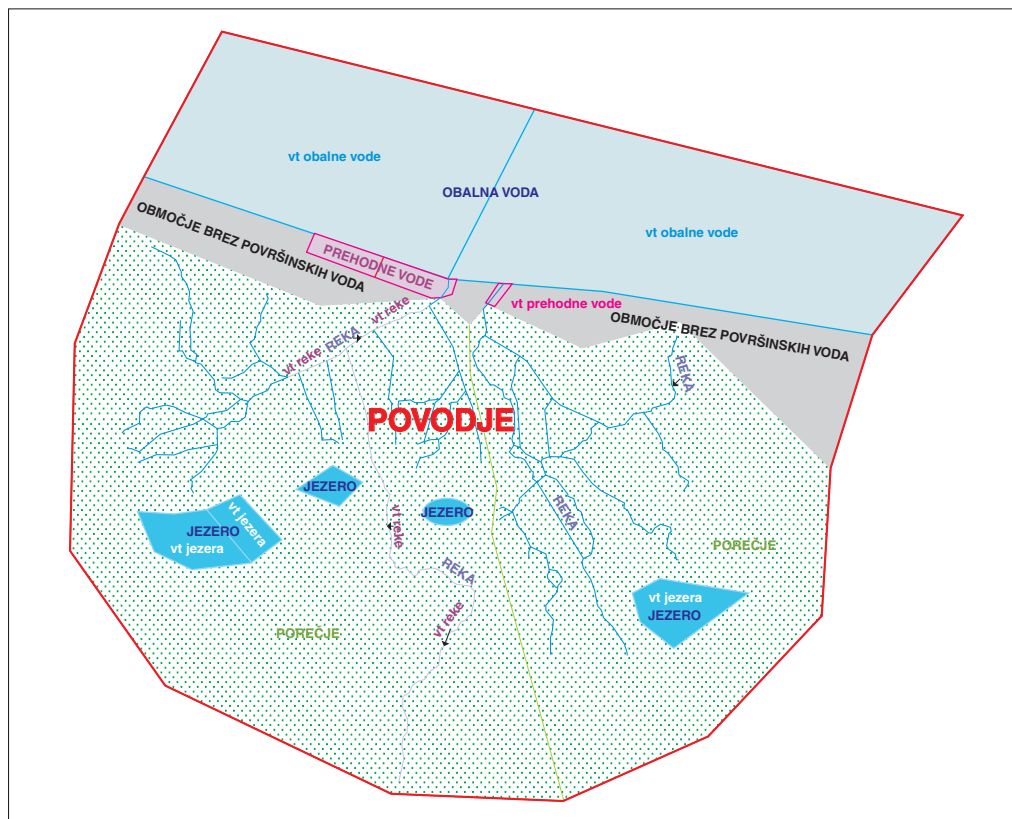 vt obalne vode
OBALNA VODA
vt obalne vode
OBMOČJE BREZ POVRŠINSKIH VODA
PREHODNE VODE
vt prehodne vode
OBMOČJE BREZ POVRŠINSKIH VODA
vt reke
REKA
vt reke
REKA
POVODJE
JEZERO
JEZERO
vt jezera
JEZERO
vt jezera
vt reke
REKA
POREČJE
REKA
vt jezera
JEZERO
vt reke
POREČJE